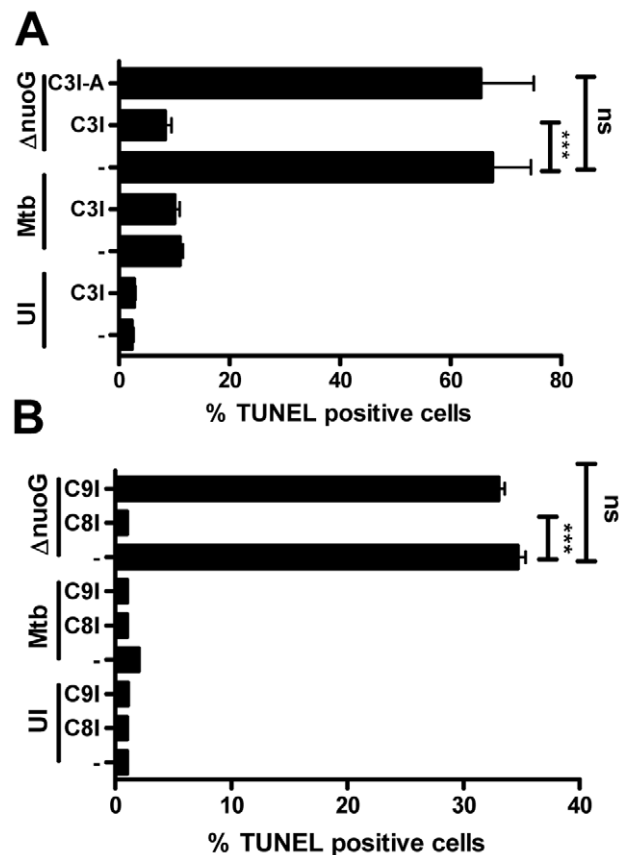 A
ΔnuoG
C3I-A
C3I
-
Mtb
C3I
-
UI
C3I
-
***
ns
0 20 40 60 80
% TUNEL positive cells
B
ΔnuoG
C9I
C8I
-
Mtb
C9I
C8I
-
UI
C9I
C8I
-
***
ns
0 10 20 30 40
% TUNEL positive cells